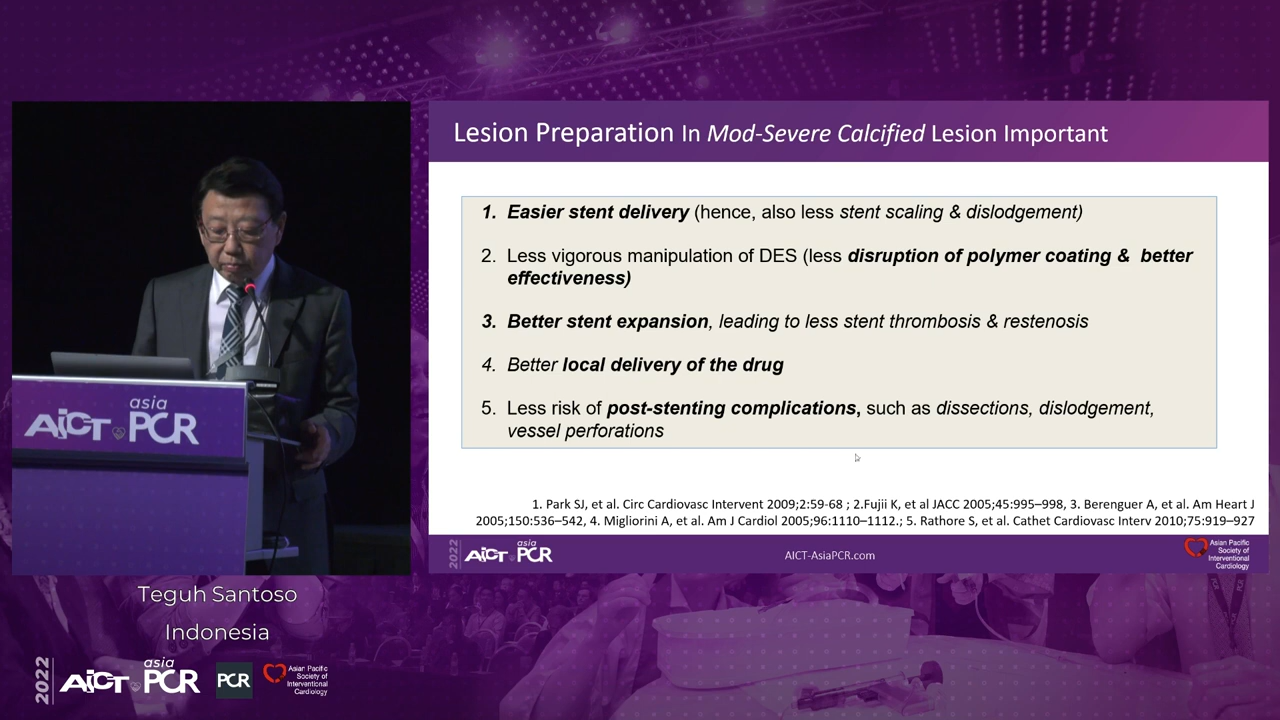 Lesion Preparation In Mod-Severe Calcified Lesion Important
1. Easier stent delivery (hence, also less stent scaling & dislodgement)
2. Less vigorous manipulation of DES (less disruption of polymer coating & better
effectiveness)
3. Better stent expansion, leading to less stent thrombosis & restenosis
4. Better local delivery of the drug
5. Less risk of post-stenting complications, such as dissections, dislodgement,
vessel perforations
1. Park SJ, et al. Circ Cardiovasc Intervent 2009;2:59-68 ; 2.Fujii K, et al JACC 2005;45:995–998, 3. Berenguer A, et al. Am Heart J
2005;150:536–542, 4. Migliorini A, et al. Am J Cardiol 2005;96:1110–1112.; 5. Rathore S, et al. Cathet Cardiovasc Interv 2010;75:919–927
2022 AICT asia PCR
AICT-AsiaPCR.com
Asian Pacific
Society of
Interventional
Cardiology
AICT asia PCR
Teguh Santoso
Indonesia
2022 AICT asia PCR
PCR
Asian Pacific
Society of
Interventional
Cardiology